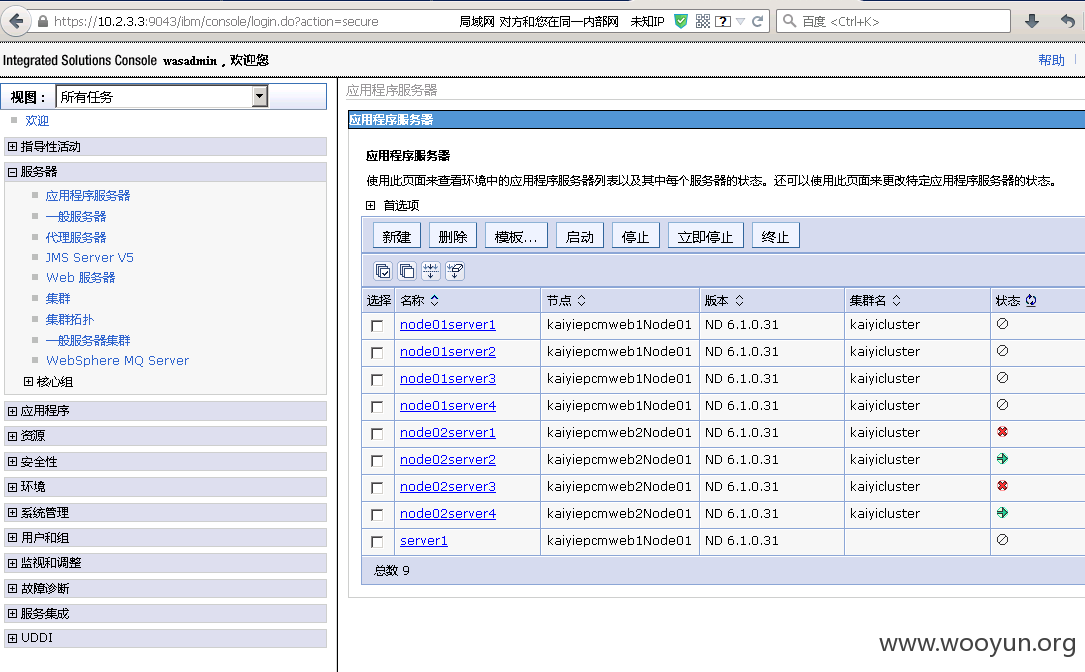 https://10.2.3.3:9043/ibm/console/login.do?action=secure 局域网 对方和您在同一内部网 未知IP 百度 <Ctrl+K>
Integrated Solutions Console wasadmin，欢迎您 帮助
视图： 所有任务
欢迎
指导性活动
服务器
应用程序服务器
一般服务器
代理服务器
JMS Server V5
Web 服务器
集群
集群拓扑
一般服务器集群
WebSphere MQ Server
核心组
应用程序
资源
安全性
环境
系统管理
用户和组
监视和调整
故障诊断
服务集成
UDDI
应用程序服务器
应用程序服务器
应用程序服务器
使用此页面来查看环境中的应用程序服务器列表以及其中每个服务器的状态。还可以使用此页面来更改特定应用程序服务器的状态。
首选项
新建 删除 模板... 启动 停止 立即停止 终止
选择 名称 节点 版本 集群名 状态
node01server1 kaiyiepcmweb1Node01 ND 6.1.0.31 kaiyicluster
node01server2 kaiyiepcmweb1Node01 ND 6.1.0.31 kaiyicluster
node01server3 kaiyiepcmweb1Node01 ND 6.1.0.31 kaiyicluster
node01server4 kaiyiepcmweb1Node01 ND 6.1.0.31 kaiyicluster
node02server1 kaiyiepcmweb2Node01 ND 6.1.0.31 kaiyicluster
node02server2 kaiyiepcmweb2Node01 ND 6.1.0.31 kaiyicluster
node02server3 kaiyiepcmweb2Node01 ND 6.1.0.31 kaiyicluster
node02server4 kaiyiepcmweb2Node01 ND 6.1.0.31 kaiyicluster
server1 kaiyiepcmweb1Node01 ND 6.1.0.31
总数 9
www.wooyun.org